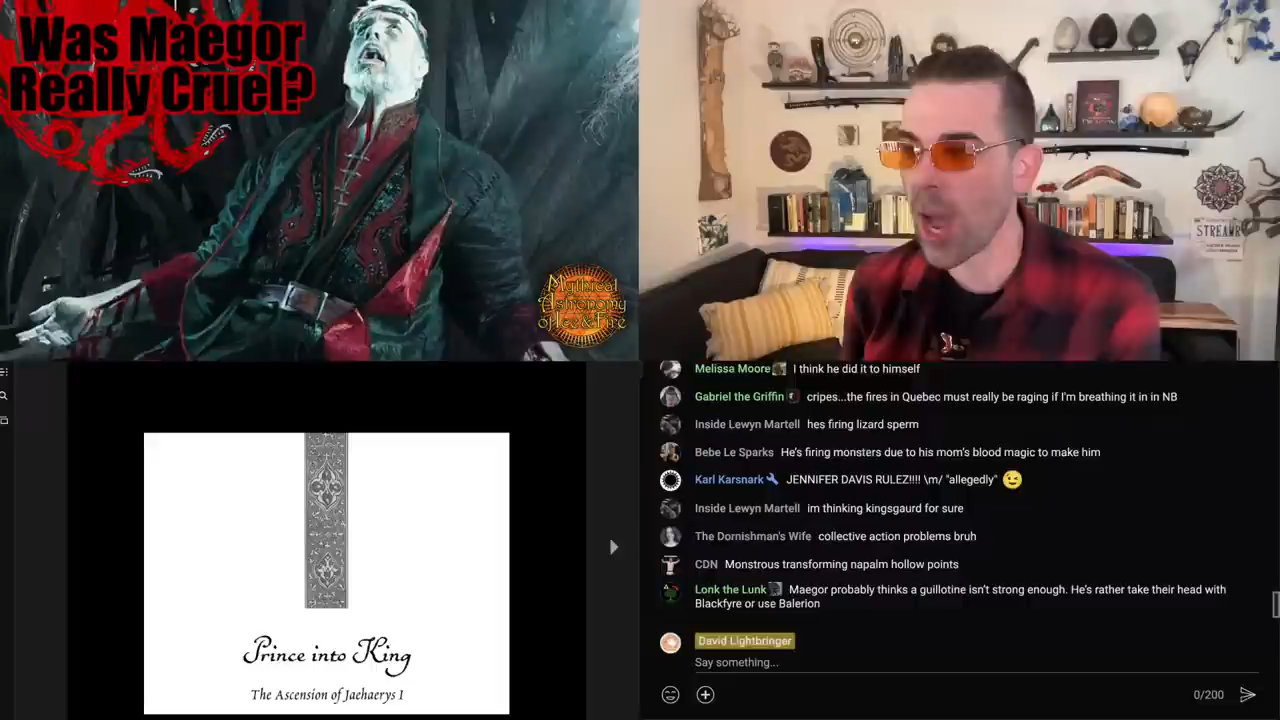 Was Maegor
Really Cruel?
Mythical
Astronomy
of Ice & Fire
STREAMR
Prince into King
The Ascension of Jaehaerys I
Melissa Moore I think he did it to himself
Gabriel the Griffin cripes...the fires in Quebec must really be raging if I'm breathing it in in NB
Inside Lewyn Martell hes firing lizard sperm
Bebe Le Sparks He's firing monsters due to his mom's blood magic to make him
Karl Karsnark JENNIFER DAVIS RULEZ!!!! \m/ "allegedly" 😉
Inside Lewyn Martell im thinking kingsgaurd for sure
The Dornishman's Wife collective action problems bruh
CDN Monstrous transforming napalm hollow points
Lonk the Lunk Maegor probably thinks a guillotine isn't strong enough. He's rather take their head with
Blackfyre or use Balerion
David Lightbringer
Say something...
0/200